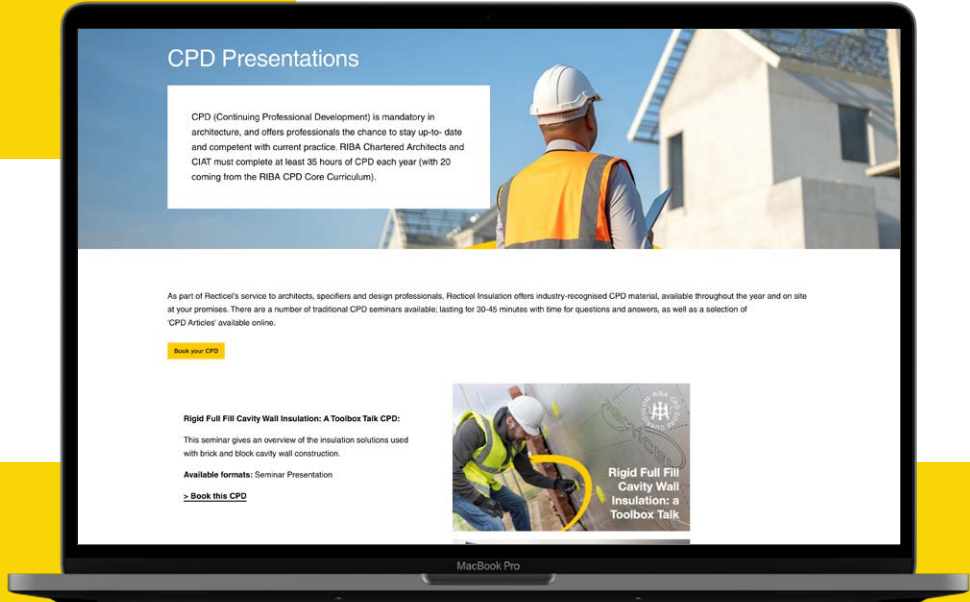 CPD Presentations
CPD (Continuing Professional Development) is mandatory in
architecture, and offers professionals the chance to stay up-to- date
and competent with current practice. RIBA Chartered Architects and
CIAT must complete at least 35 hours of CPD each year (with 20
coming from the RIBA CPD Core Curriculum).
As part of Recticel's service to architects, specifiers and design professionals, Recticel Insulation offers industry-recognised CPD material, available throughout the year and on site
at your premises. There are a number of traditional CPD seminars available; lasting for 30-45 minutes with time for questions and answers, as well as a selection of
'CPD Articles' available online.
Book your CPD
Rigid Full Fill Cavity Wall Insulation: A Toolbox Talk CPD:
This seminar gives an overview of the insulation solutions used
with brick and block cavity wall construction.
Available formats: Seminar Presentation
> Book this CPD
Rigid Full Fill
Cavity Wall
Insulation: a
Toolbox Talk
MacBook Pro